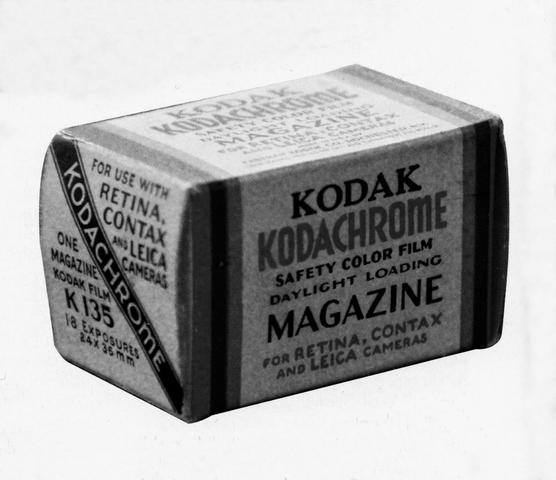 KODAK
KODACHROME
SAFETY COLOR FILM
MAGAZINE
FOR USE WITH
RETINA,
CONTAX
AND LEICA
CAMERAS
KODACHROME
ONE
MAGAZINE
KODAK FILM
K 135
18 EXPOSURES
24 x 36 mm
KODAK
KODACHROME
SAFETY COLOR FILM
DAYLIGHT LOADING
MAGAZINE
FOR RETINA, CONTAX
AND LEICA CAMERAS